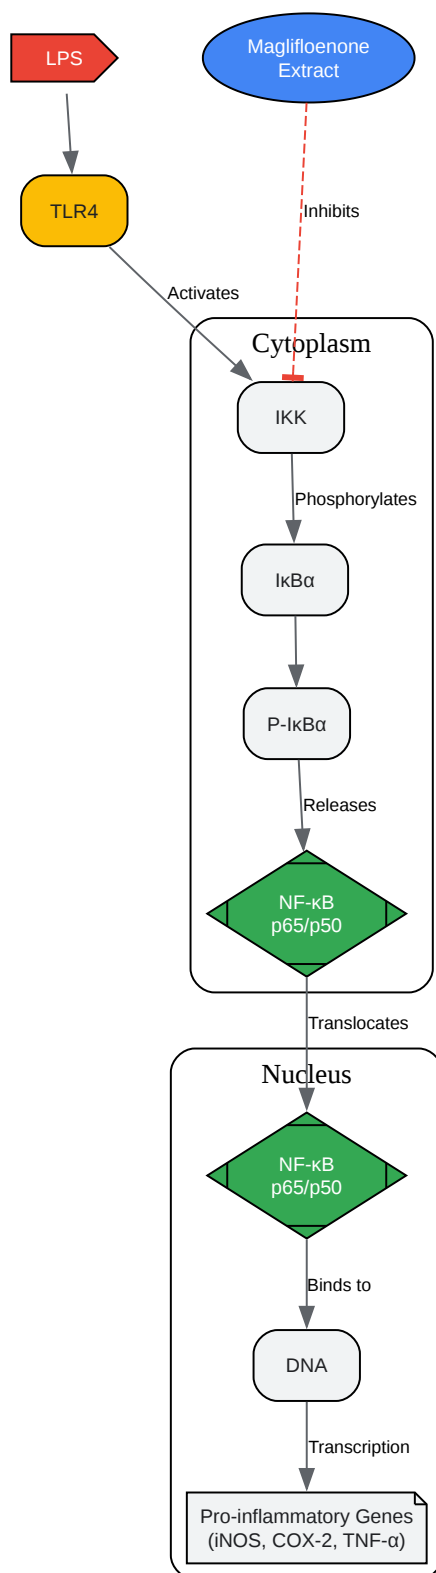 LPS
Maglifloenone
Extract
TLR4
Inhibits
Activates
Cytoplasm
IKK
Phosphorylates
IκBα
P-IκBα
Releases
NF-κB
p65/p50
Translocates
Nucleus
NF-κB
p65/p50
Binds to
DNA
Transcription
Pro-inflammatory Genes
(iNOS, COX-2, TNF-α)